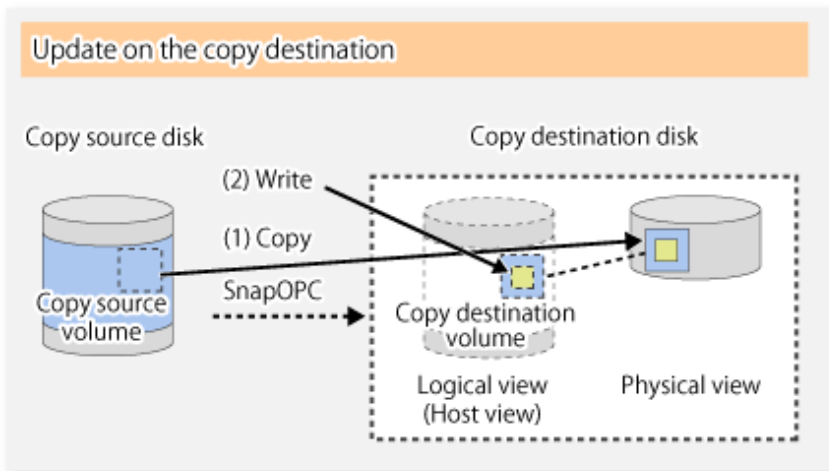 Update on the copy destination
Copy source disk
Copy destination disk
(2) Write
(1) Copy
SnapOPC
Copy source
volume
Copy destination
volume
Logical view
(Host view)
Physical view